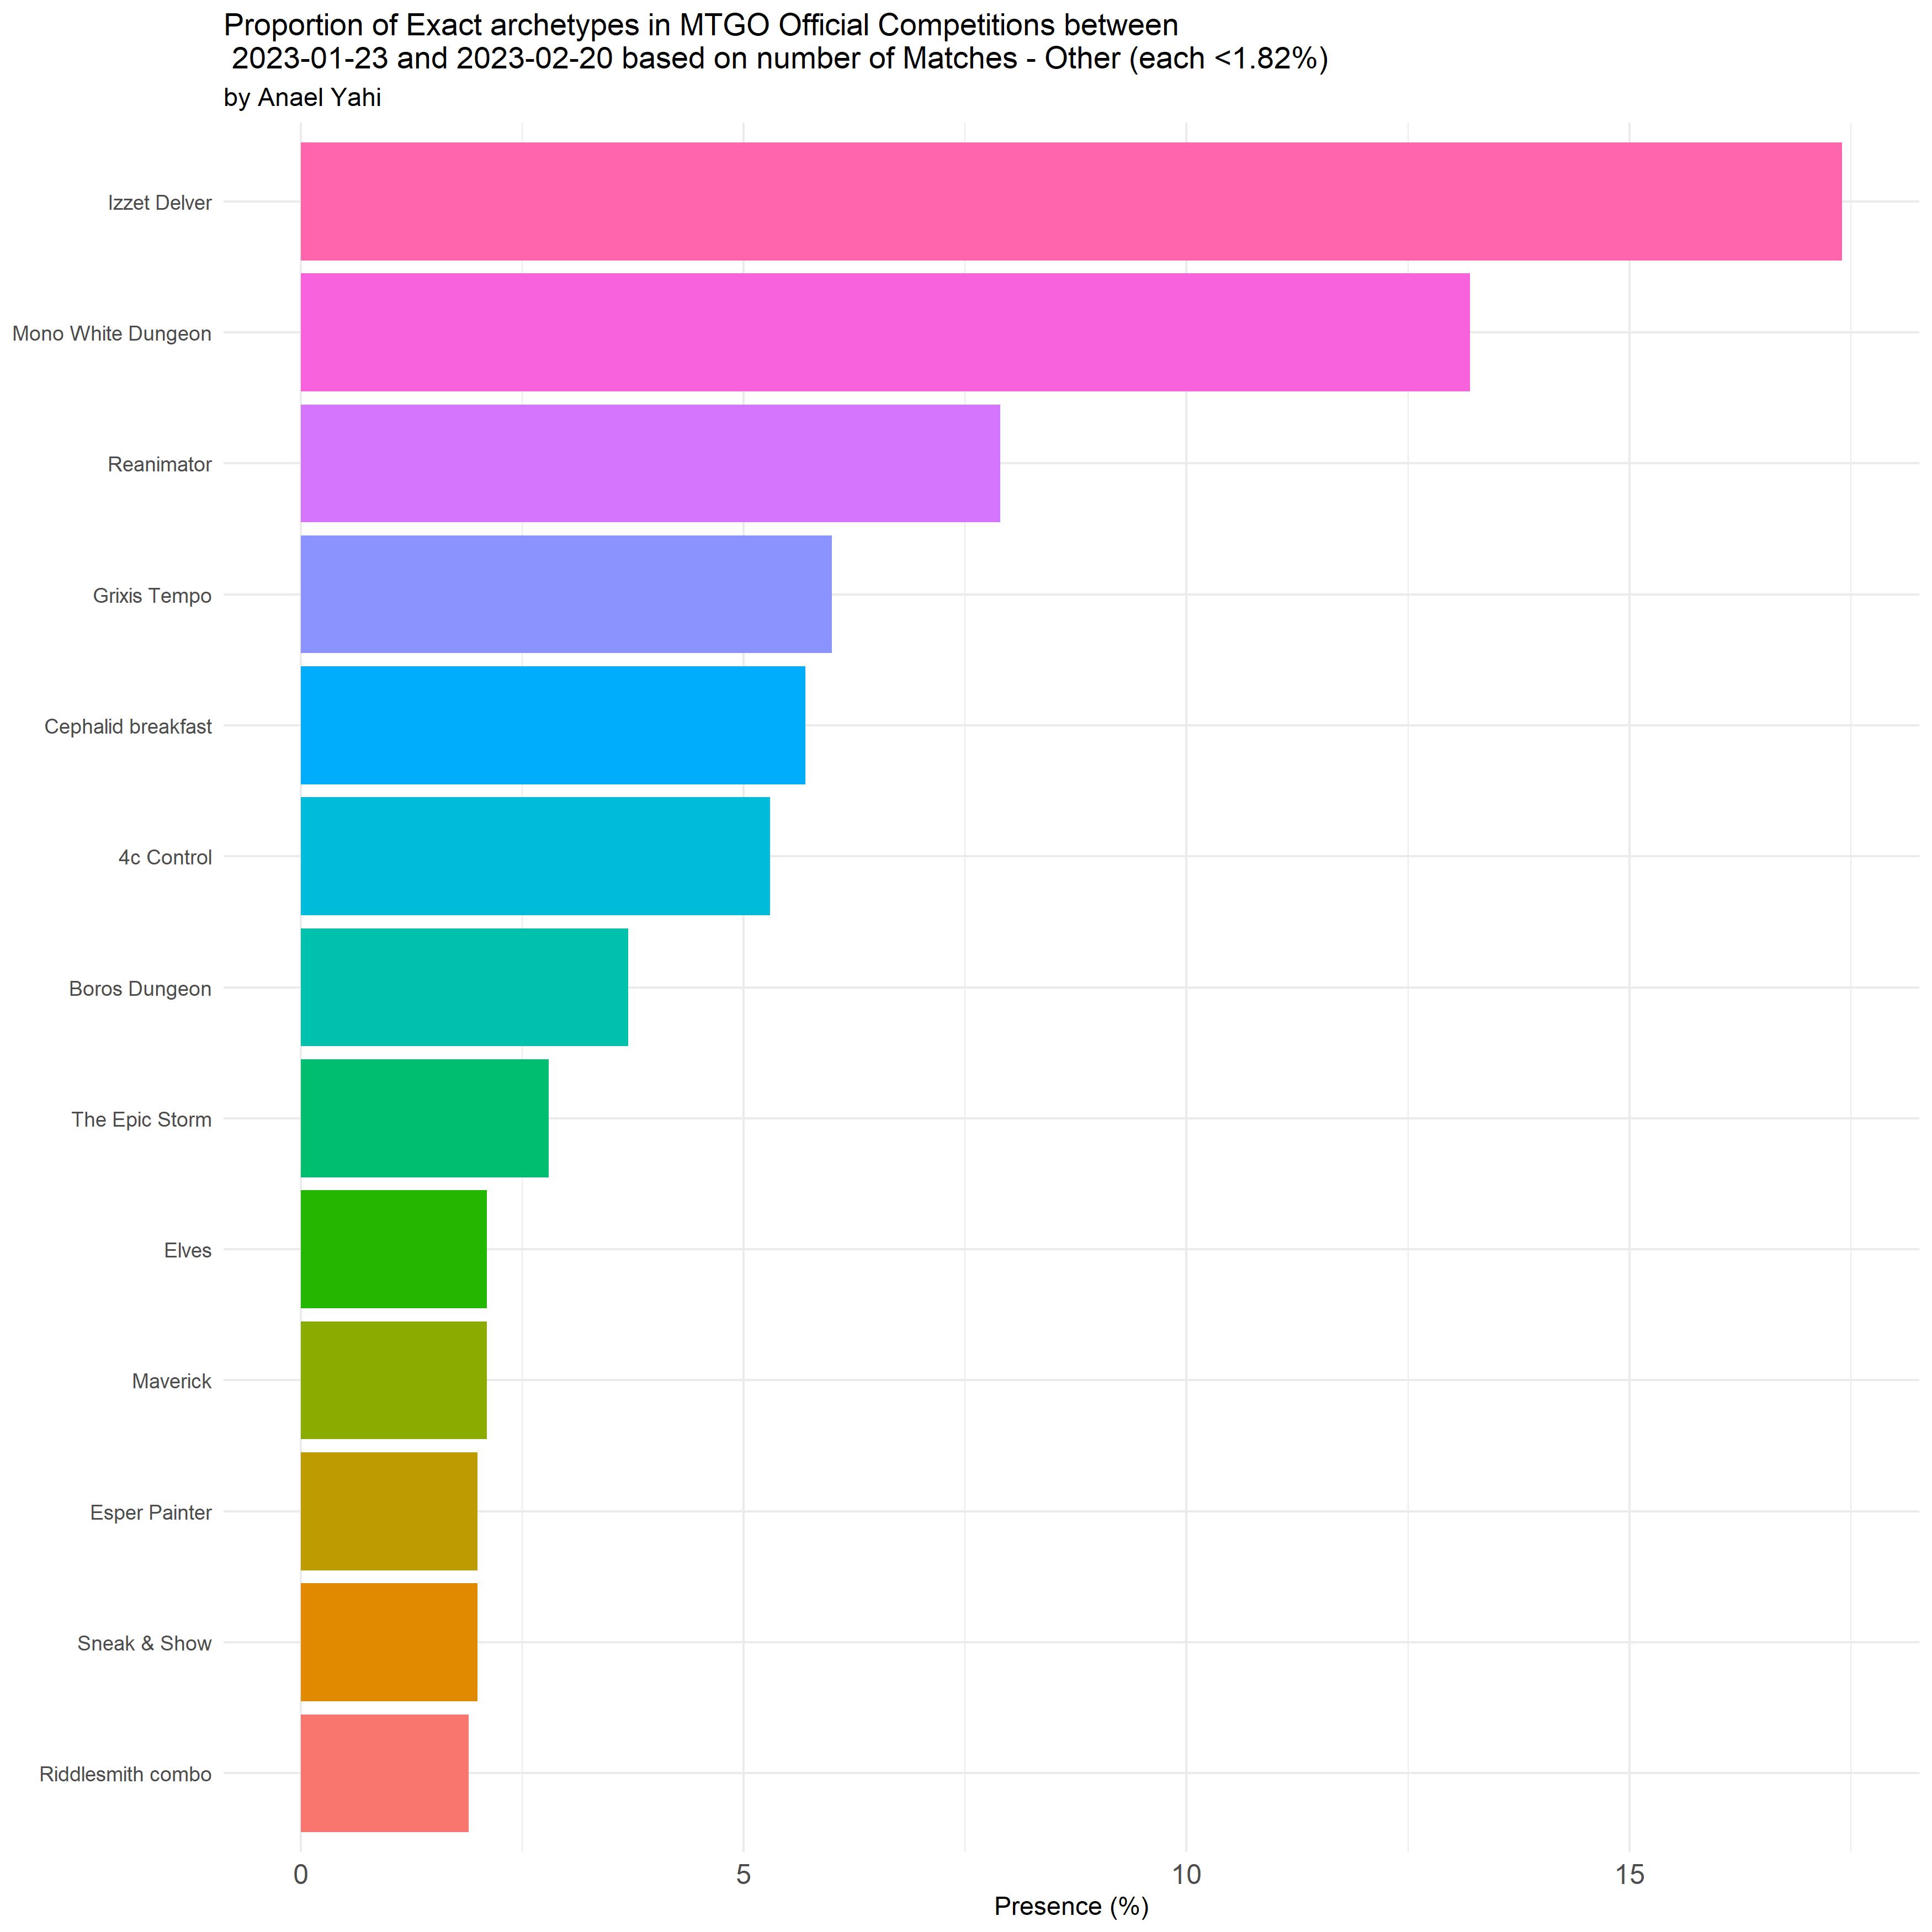 Proportion of Exact archetypes in MTGO Official Competitions between
2023-01-23 and 2023-02-20 based on number of Matches - Other (each <1.82%)
by Anael Yahi
Izzet Delver
Mono White Dungeon
Reanimator
Grixis Tempo
Cephalid breakfast
4c Control
Boros Dungeon
The Epic Storm
Elves
Maverick
Esper Painter
Sneak & Show
Riddlesmith combo
0 5 10 15
Presence (%)